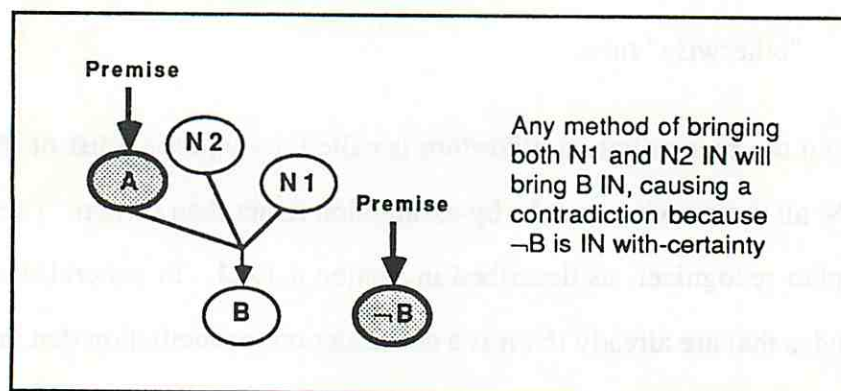 "otherwise"
Premise
N2
A
N1
Premise
B
¬B
Any method of bringing
both N1 and N2 IN will
bring B IN, causing a
contradiction because
¬B is IN with-certainty